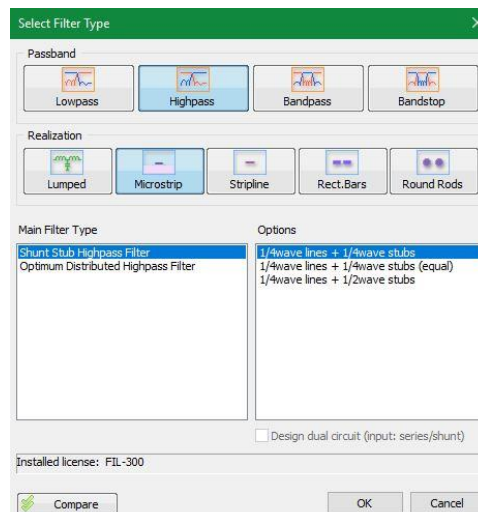 Select Filter Type
Passband
Lowpass Highpass Bandpass Bandstop
Realization
Lumped Microstrip Stripline Rect.Bars Round Rods
Main Filter Type Options
Shunt Stub Highpass Filter 1/4wave lines + 1/4wave stubs
Optimum Distributed Highpass Filter 1/4wave lines + 1/4wave stubs (equal)
1/4wave lines + 1/2wave stubs
Design dual circuit (input: series/shunt)
Installed license: FIL-300
Compare OK Cancel